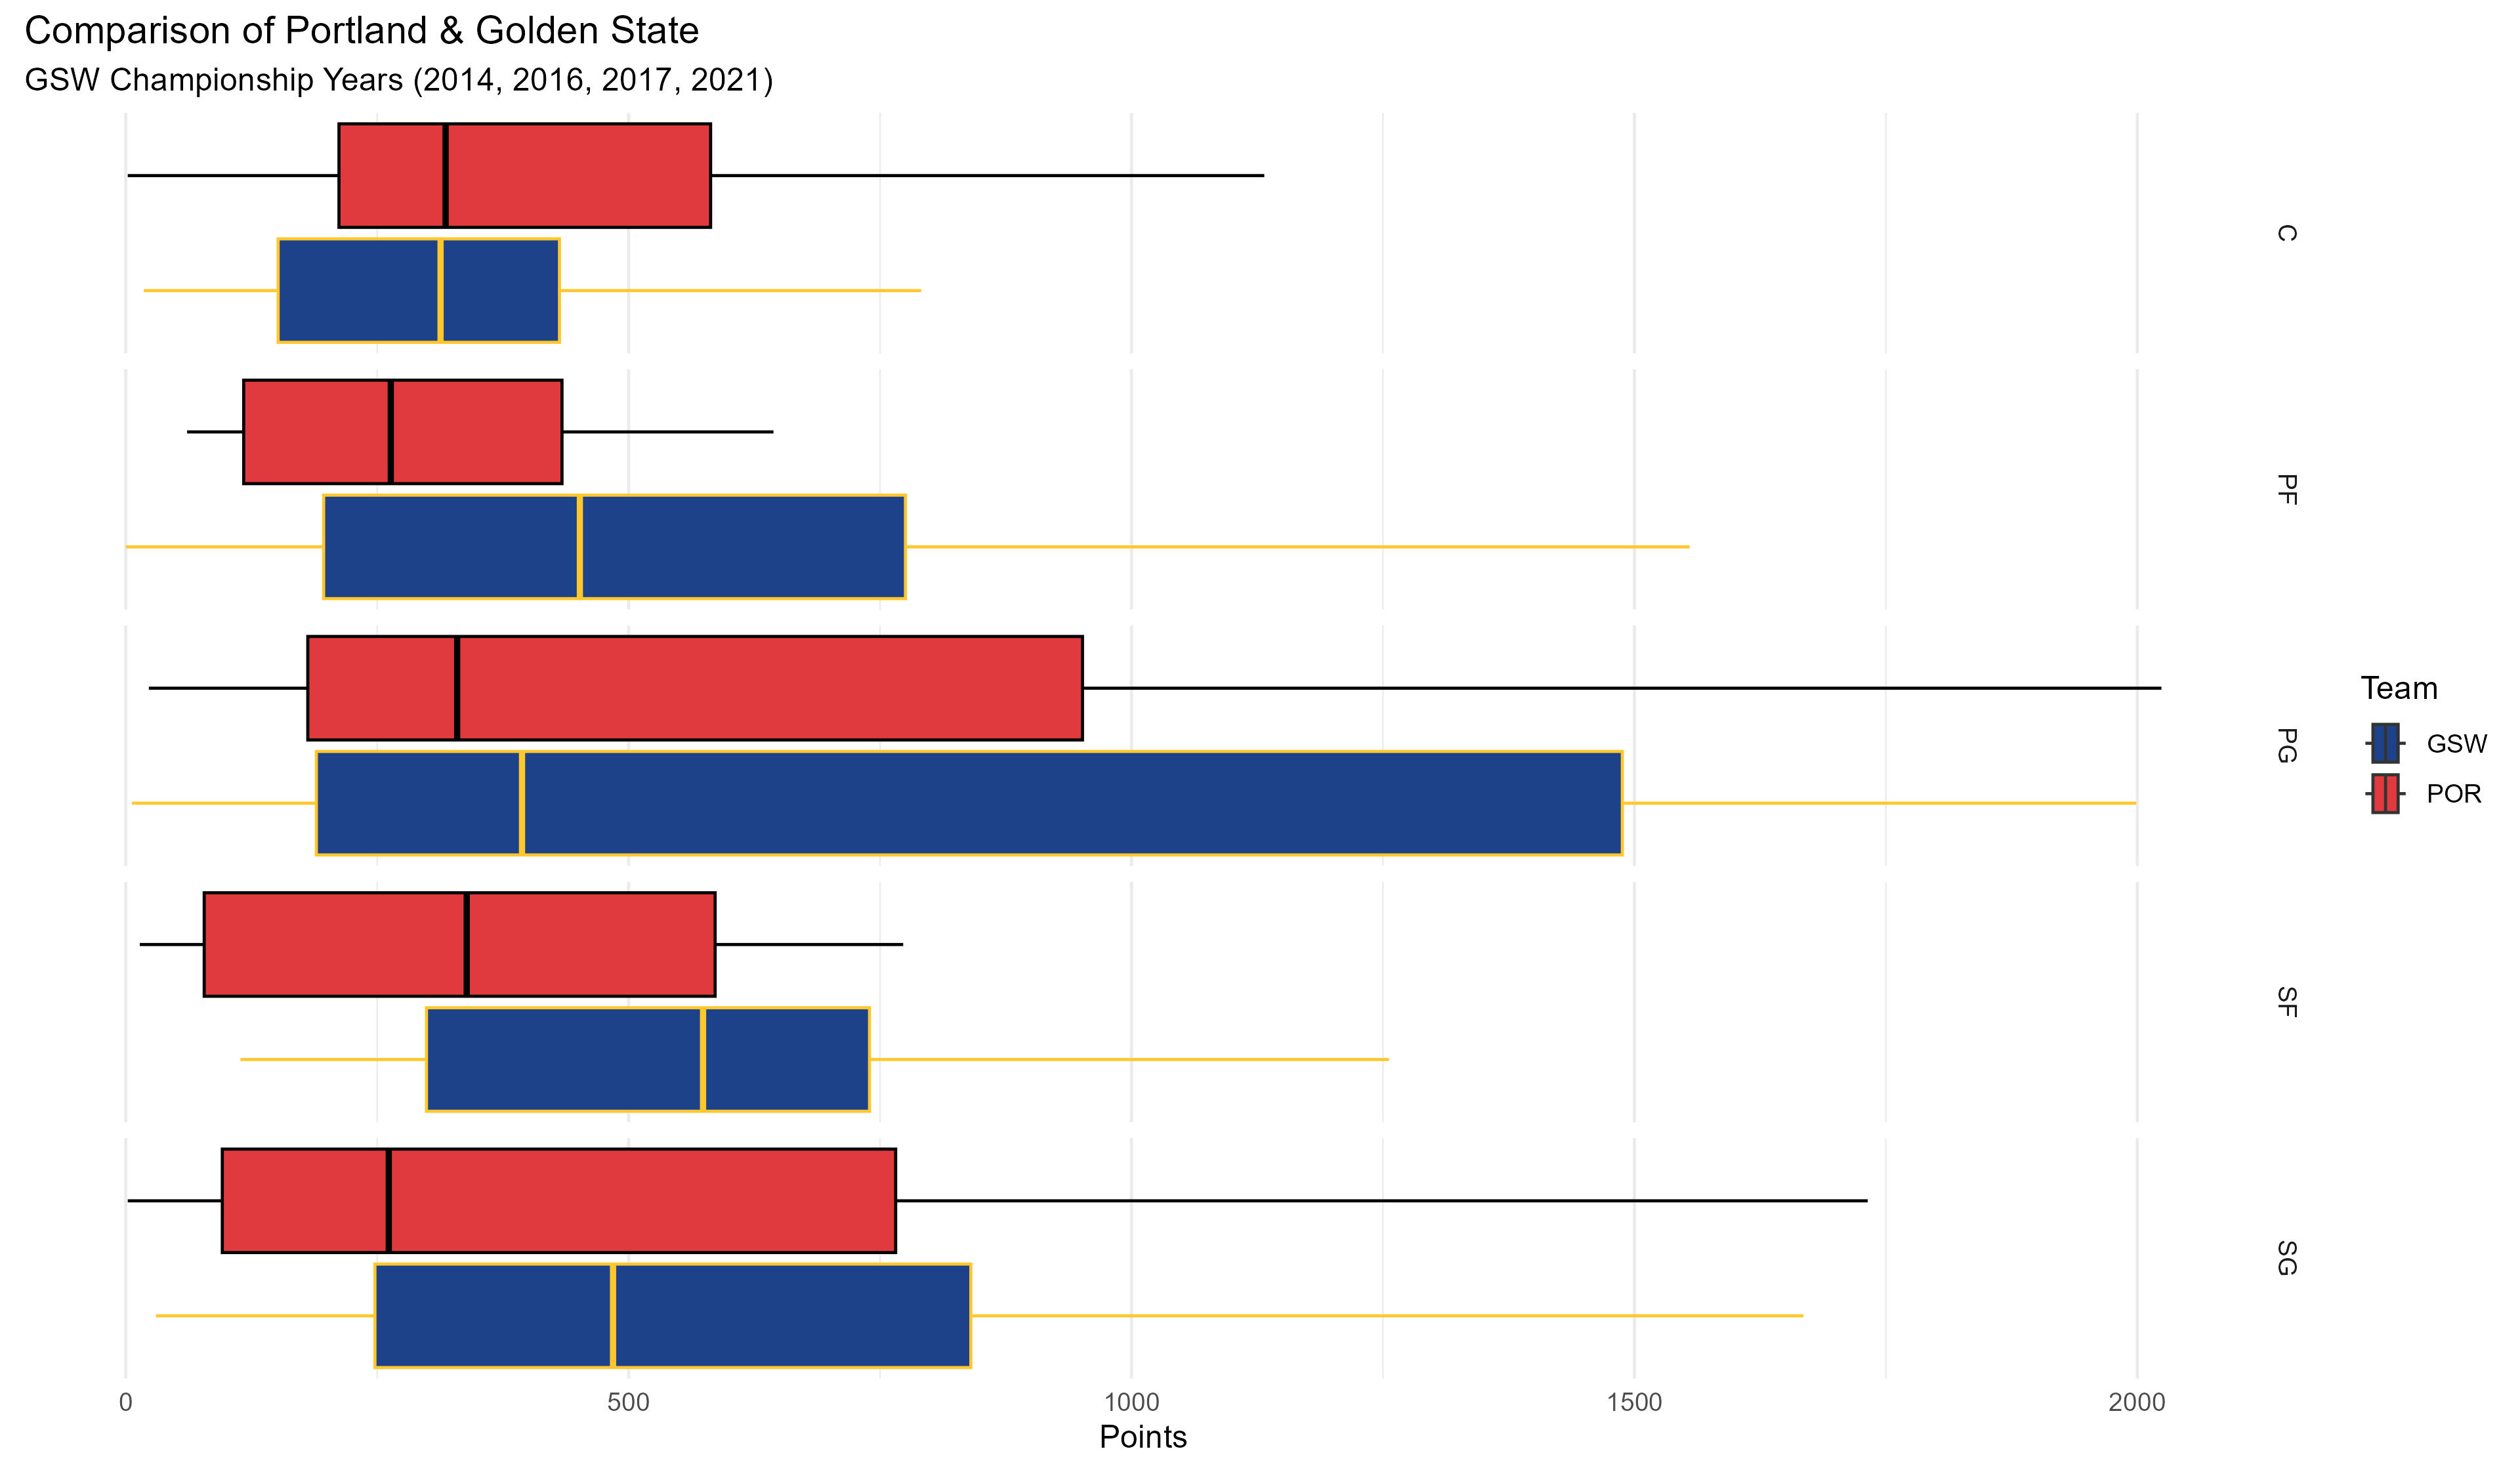 Comparison of Portland & Golden State
GSW Championship Years (2014, 2016, 2017, 2021)
C
PF
PG
SF
SG
Team
GSW
POR
0 500 1000 1500 2000
Points